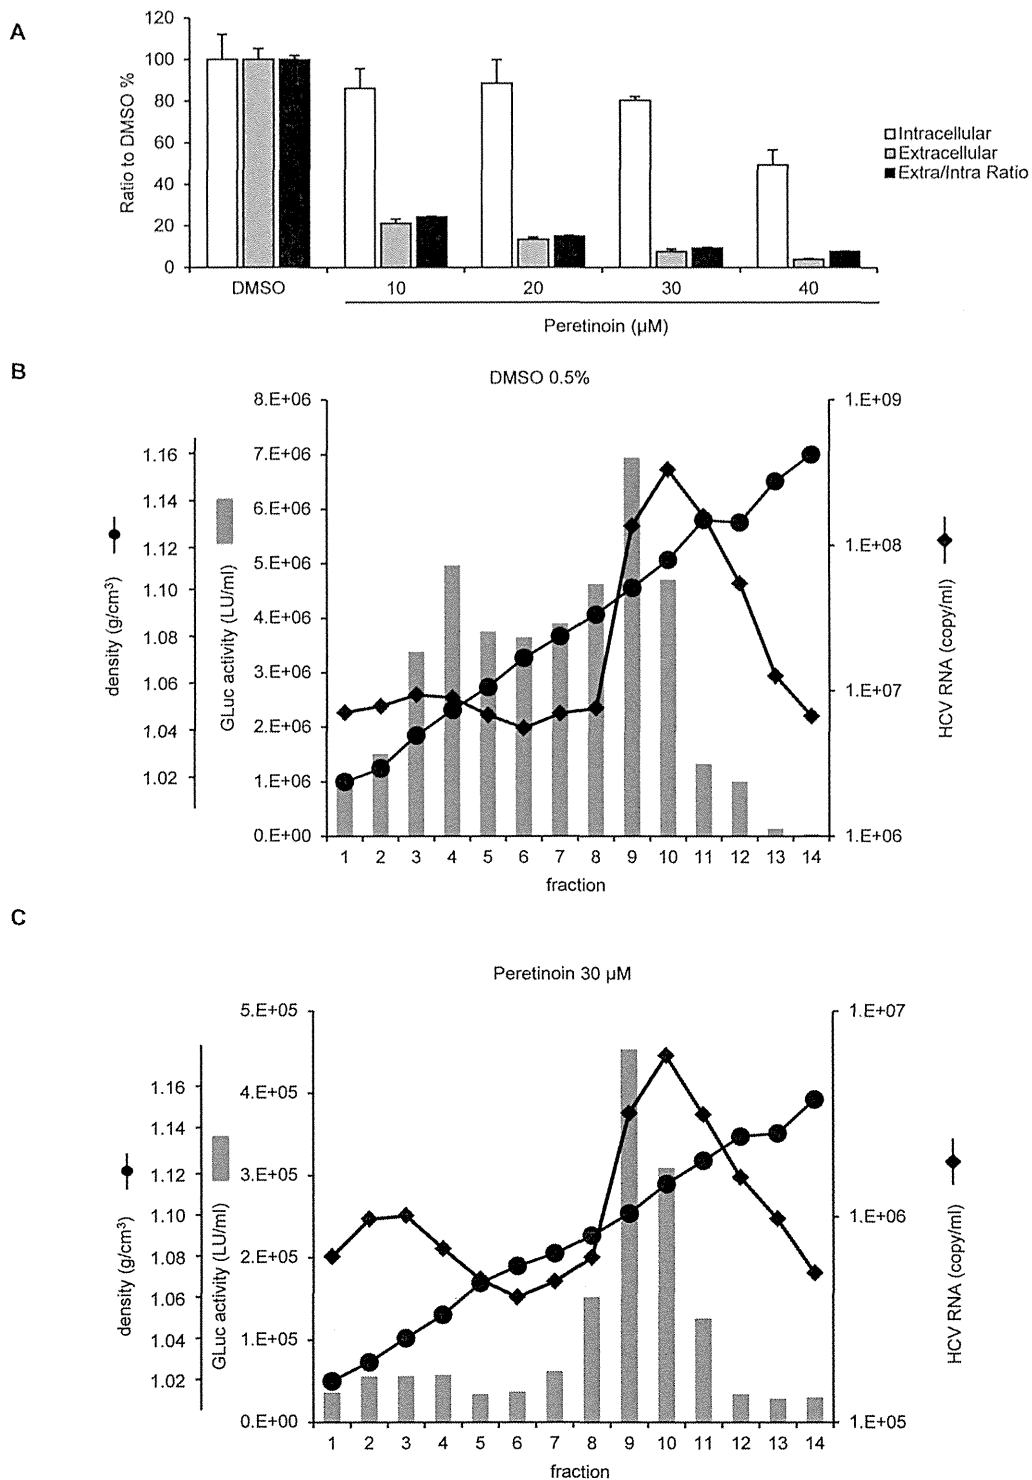 A
120
100
80
60
40
20
0
Ratio to DMSO %
DMSO
10
20
30
40
Peretinoin (µM)
Intracellular
Extracellular
Extra/Intra Ratio
B
DMSO 0.5%
1.16
1.14
1.12
1.10
1.08
1.06
1.04
1.02
density (g/cm³)
GLuc activity (LU/ml)
8.E+06
7.E+06
6.E+06
5.E+06
4.E+06
3.E+06
2.E+06
1.E+06
0.E+00
1.E+09
1.E+08
1.E+07
1.E+06
HCV RNA (copy/ml)
1 2 3 4 5 6 7 8 9 10 11 12 13 14
fraction
C
Peretinoin 30 µM
1.16
1.14
1.12
1.10
1.08
1.06
1.04
1.02
density (g/cm³)
GLuc activity (LU/ml)
5.E+05
4.E+05
3.E+05
2.E+05
1.E+05
0.E+00
1.E+07
1.E+06
1.E+05
HCV RNA (copy/ml)
1 2 3 4 5 6 7 8 9 10 11 12 13 14
fraction